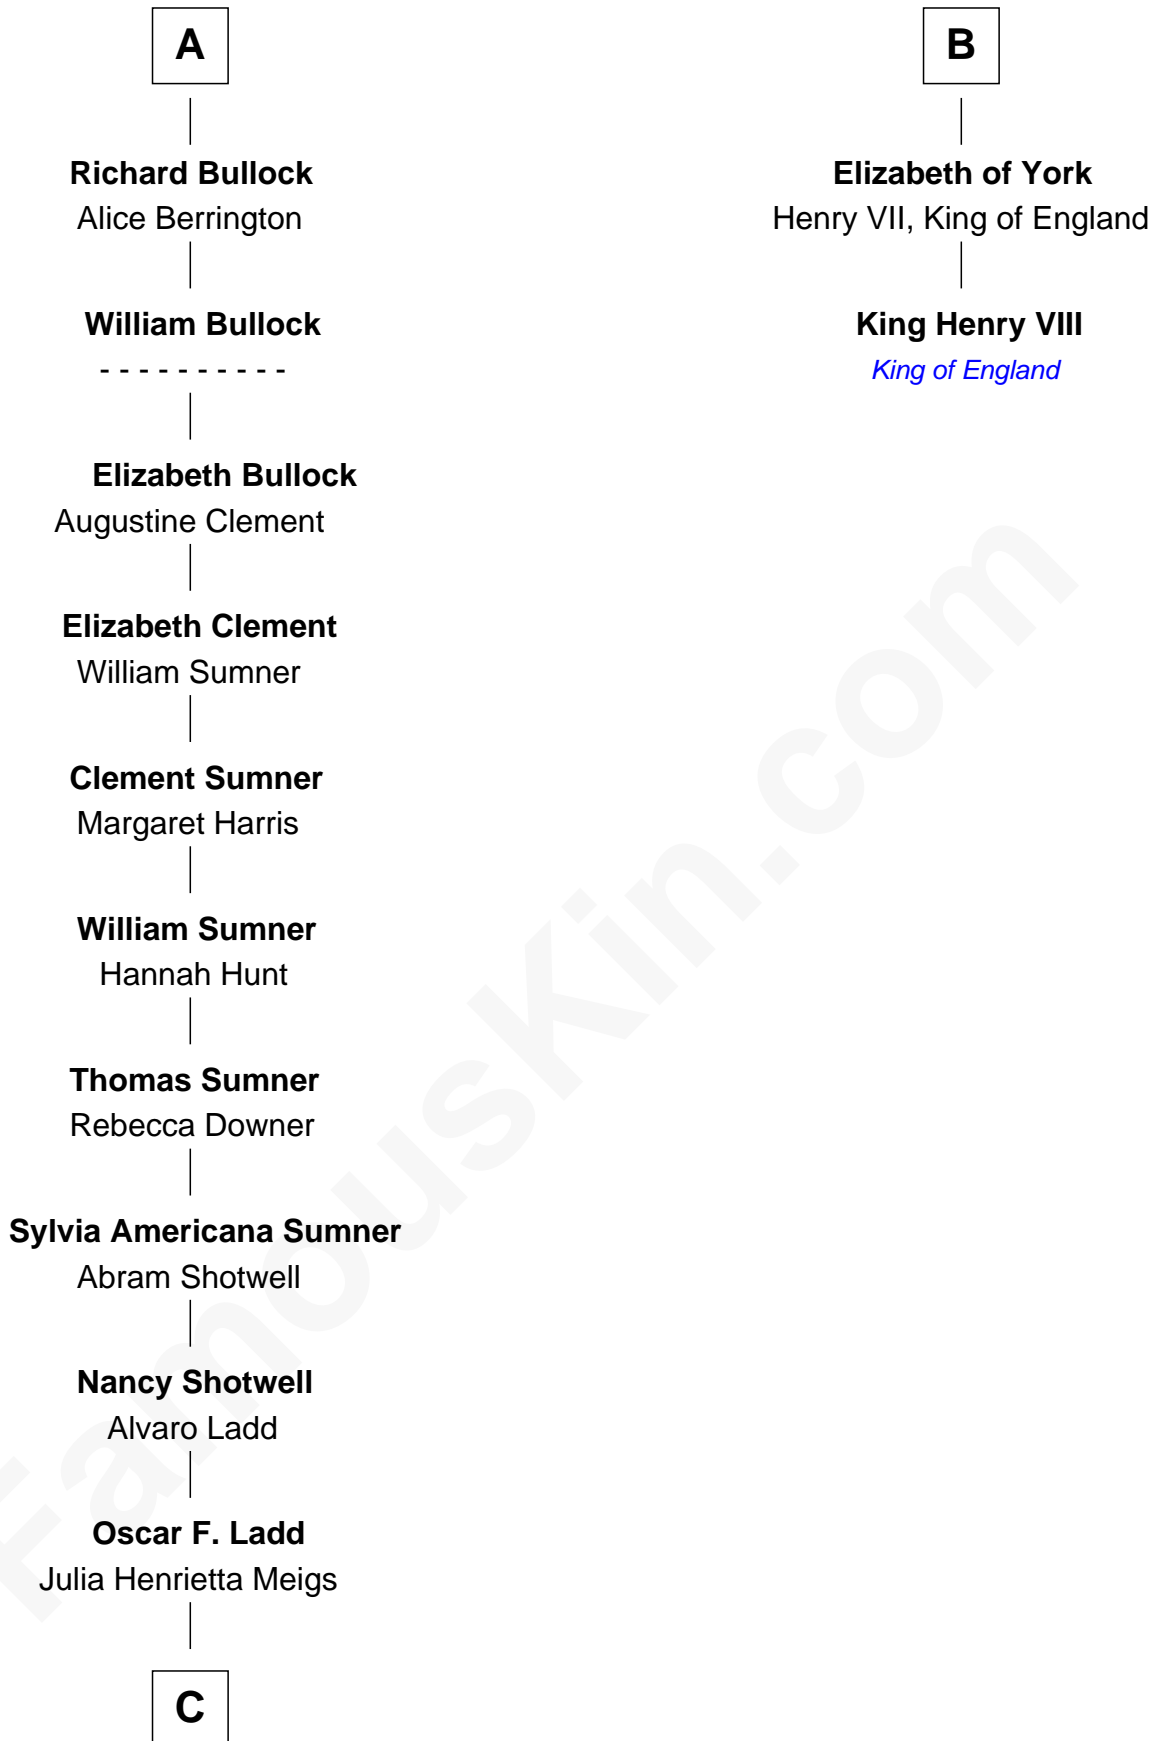 A
Richard Bullock
Alice Berrington
William Bullock
- - - - - - - - - -
Elizabeth Bullock
Augustine Clement
Elizabeth Clement
William Sumner
Clement Sumner
Margaret Harris
William Sumner
Hannah Hunt
Thomas Sumner
Rebecca Downer
Sylvia Americana Sumner
Abram Shotwell
Nancy Shotwell
Alvaro Ladd
Oscar F. Ladd
Julia Henrietta Meigs
C
B
Elizabeth of York
Henry VII, King of England
King Henry VIII
King of England
FamousKin.com